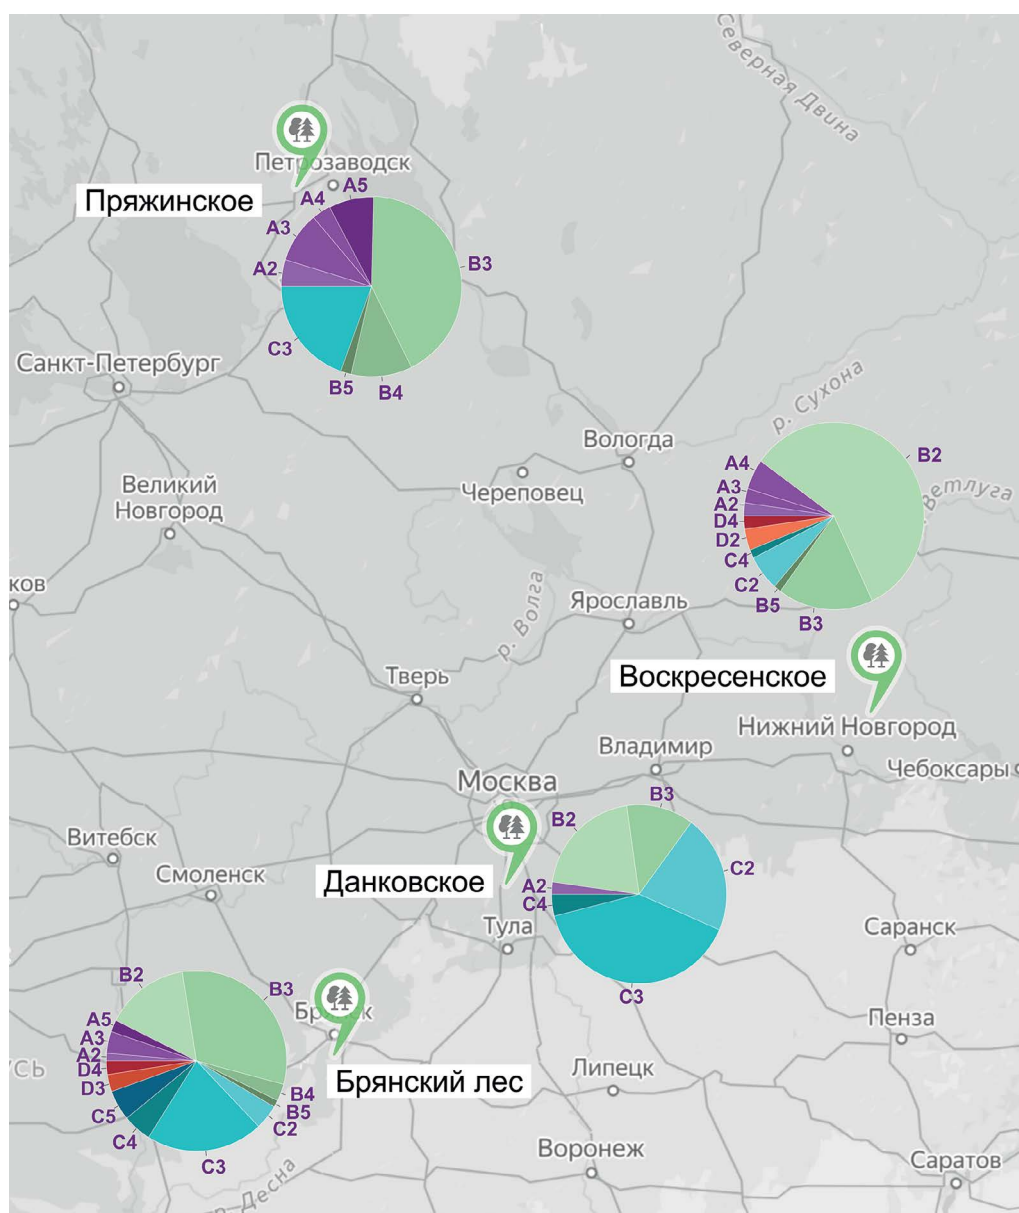 Северная Двина
Петрозаводск
Пряжинское
A5
A4
A3
A2
B3
C3
B5
B4
Санкт-Петербург
р. Сухона
Вологда
Череповец
Великий
Новгород
B2
A4
A3
A2
D4
D2
C4
C2
B5
B3
Ветлуга
ков
р. Волга
Ярославль
Воскресенское
Тверь
Нижний Новгород
Владимир
Чебоксары
Москва
B3
B2
C2
A2
C4
C3
Витебск
Смоленск
Данковское
Тула
Саранск
B2
B3
A5
A3
A2
D4
D3
C5
C4
C3
C2
B5
B4
УСЬ
Брянск
Брянский лес
Пенза
Липецк
Воронеж
Саратов
р. Десна